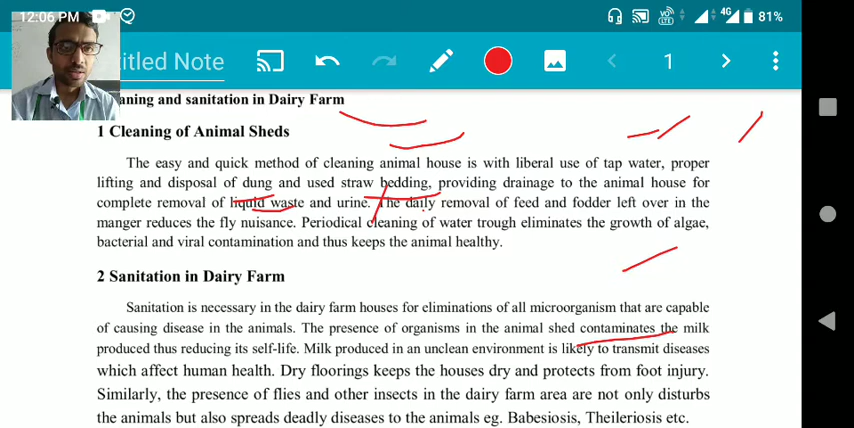 12:06 PM
VO LTE 4G 81%
titled Note
1
aning and sanitation in Dairy Farm
1 Cleaning of Animal Sheds
The easy and quick method of cleaning animal house is with liberal use of tap water, proper
lifting and disposal of dung and used straw bedding, providing drainage to the animal house for
complete removal of liquid waste and urine. The daily removal of feed and fodder left over in the
manger reduces the fly nuisance. Periodical cleaning of water trough eliminates the growth of algae,
bacterial and viral contamination and thus keeps the animal healthy.
2 Sanitation in Dairy Farm
Sanitation is necessary in the dairy farm houses for eliminations of all microorganism that are capable
of causing disease in the animals. The presence of organisms in the animal shed contaminates the milk
produced thus reducing its self-life. Milk produced in an unclean environment is likely to transmit diseases
which affect human health. Dry floorings keeps the houses dry and protects from foot injury.
Similarly, the presence of flies and other insects in the dairy farm area are not only disturbs
the animals but also spreads deadly diseases to the animals eg. Babesiosis, Theileriosis etc.